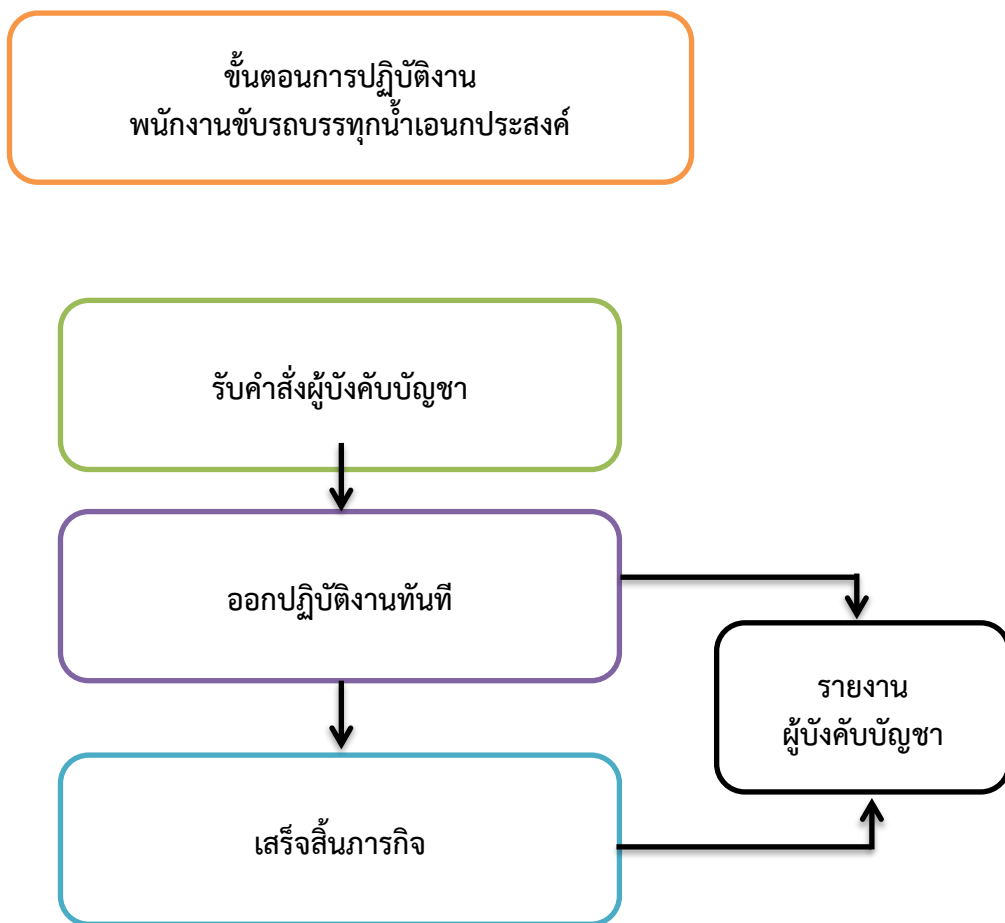 ขั้นตอนการปฏิบัติงาน
พนักงานขับรถบรรทุกน้ำเอนกประสงค์
รับคำสั่งผู้บังคับบัญชา
ออกปฏิบัติงานทันที
รายงาน
ผู้บังคับบัญชา
เสร็จสิ้นภารกิจ